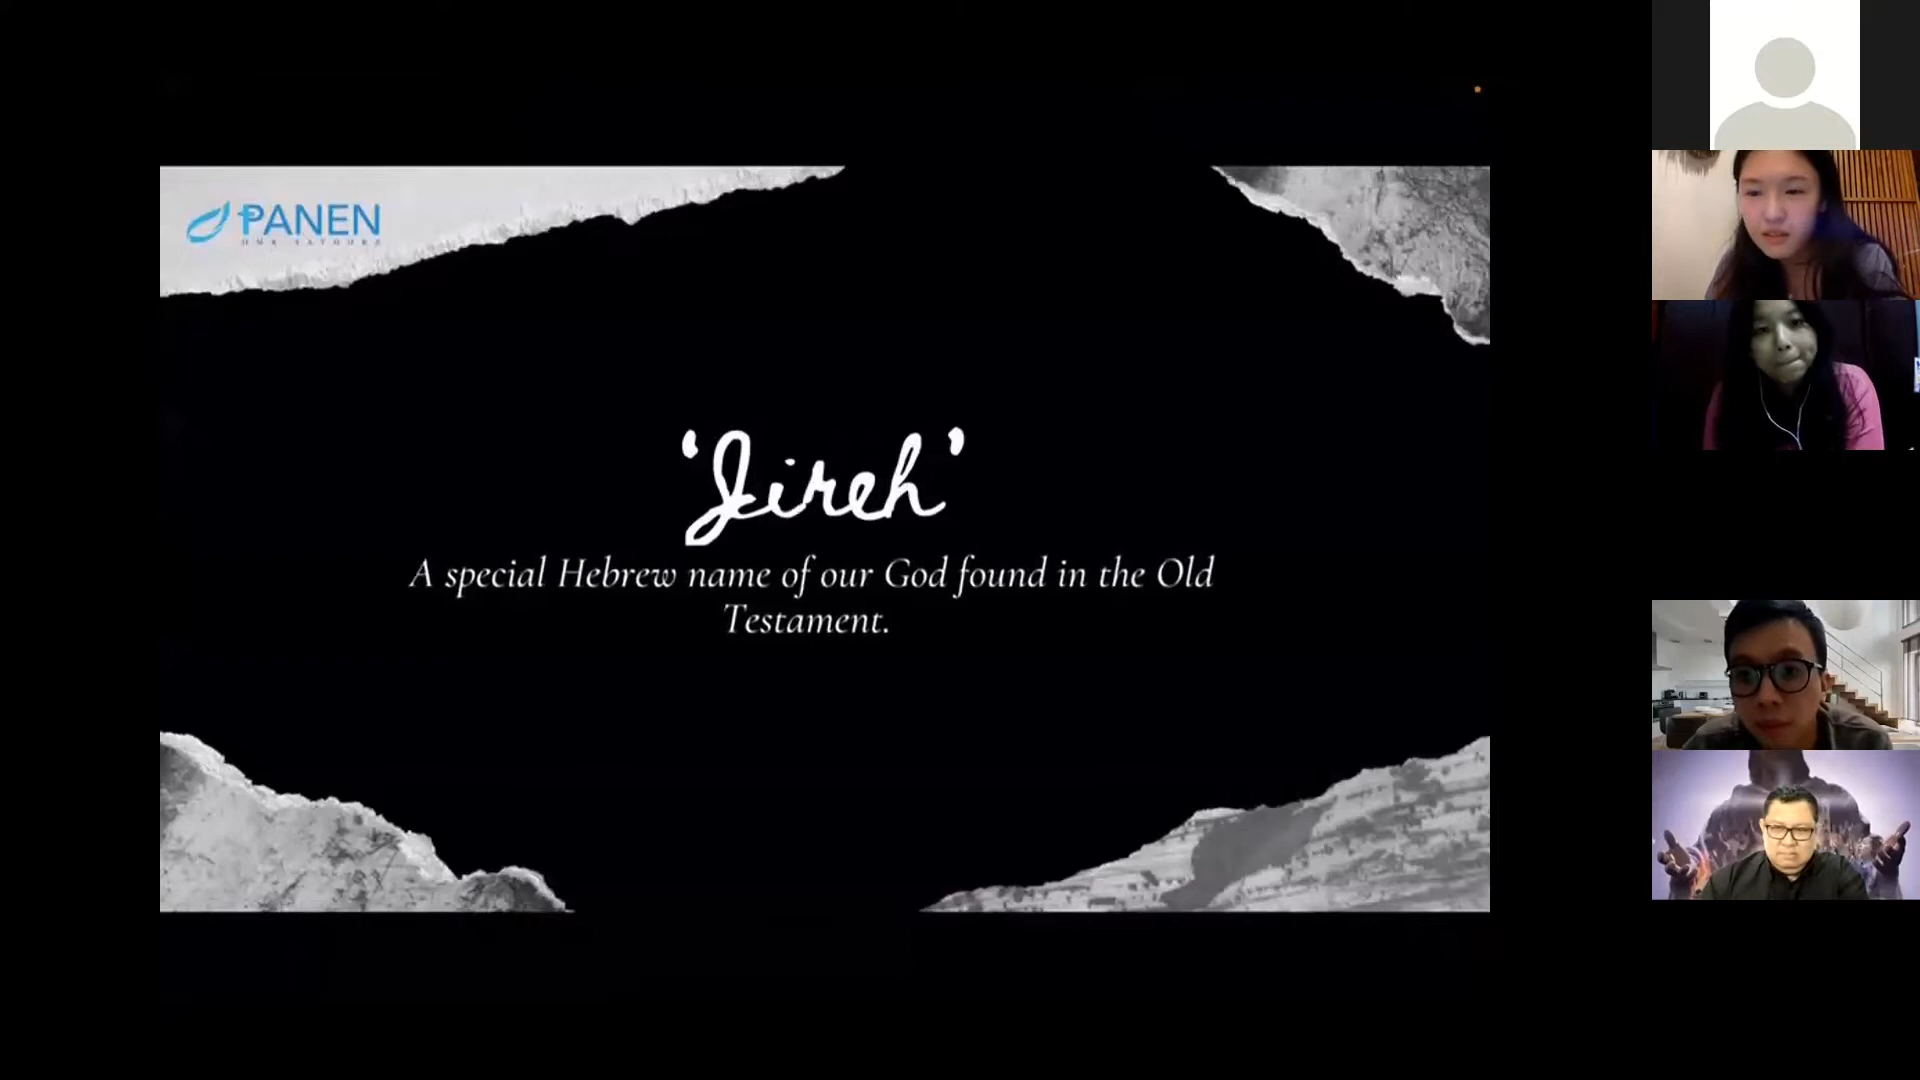 PANEN
'Jireh'
A special Hebrew name of our God found in the Old
Testament.